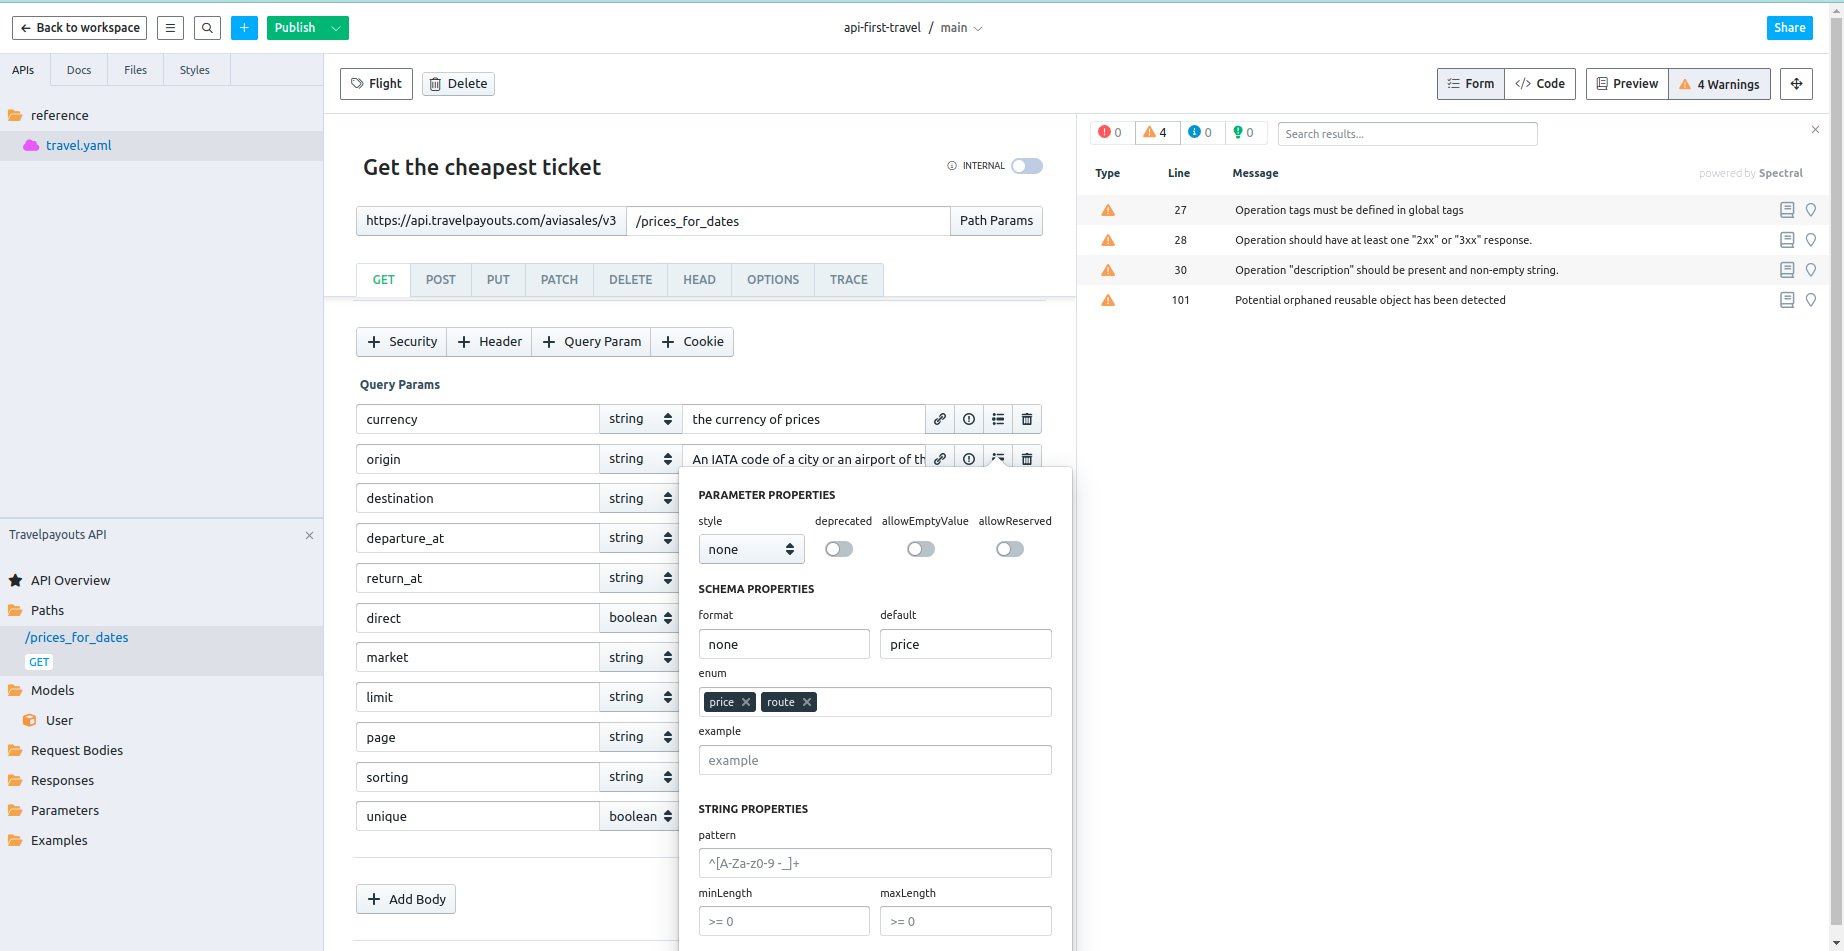 Back to workspace
Publish
api-first-travel / main
Share
APIs
Docs
Files
Styles
reference
travel.yaml
Travelpayouts API
API Overview
Paths
/prices_for_dates
GET
Models
User
Request Bodies
Responses
Parameters
Examples
Flight
Delete
Form
Code
Preview
4 Warnings
Get the cheapest ticket
INTERNAL
https://api.travelpayouts.com/aviasales/v3
/prices_for_dates
Path Params
GET
POST
PUT
PATCH
DELETE
HEAD
OPTIONS
TRACE
Security
Header
Query Param
Cookie
Query Params
currency string the currency of prices
origin string An IATA code of a city or an airport of th
destination string
departure_at string
return_at string
direct boolean
market string
limit string
page string
sorting string
unique boolean
Add Body
PARAMETER PROPERTIES
style deprecated allowEmptyValue allowReserved
none
SCHEMA PROPERTIES
format default
none price
enum
price route
example
example
STRING PROPERTIES
pattern
^[A-Za-z0-9 -_]+
minLength maxLength
>= 0 >= 0
0 4 0 0 Search results...
Type Line Message powered by Spectral
27 Operation tags must be defined in global tags
28 Operation should have at least one "2xx" or "3xx" response.
30 Operation "description" should be present and non-empty string.
101 Potential orphaned reusable object has been detected